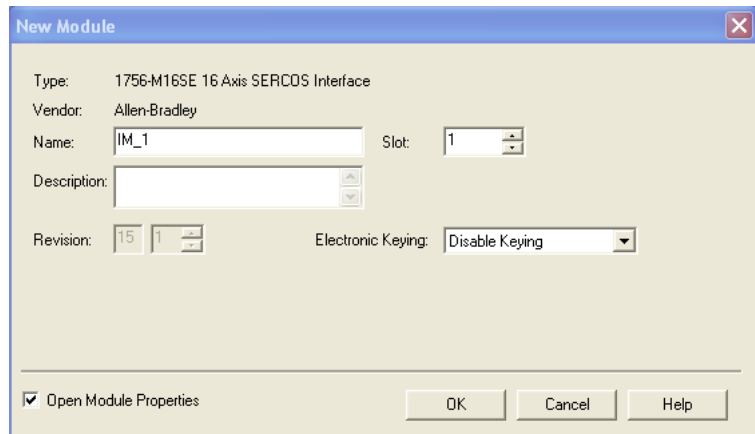 New Module
Type: 1756-M16SE 16 Axis SERCOS Interface
Vendor: Allen-Bradley
Name: IM_1 Slot: 1
Description:
Revision: 15 1 Electronic Keying: Disable Keying
Open Module Properties OK Cancel Help